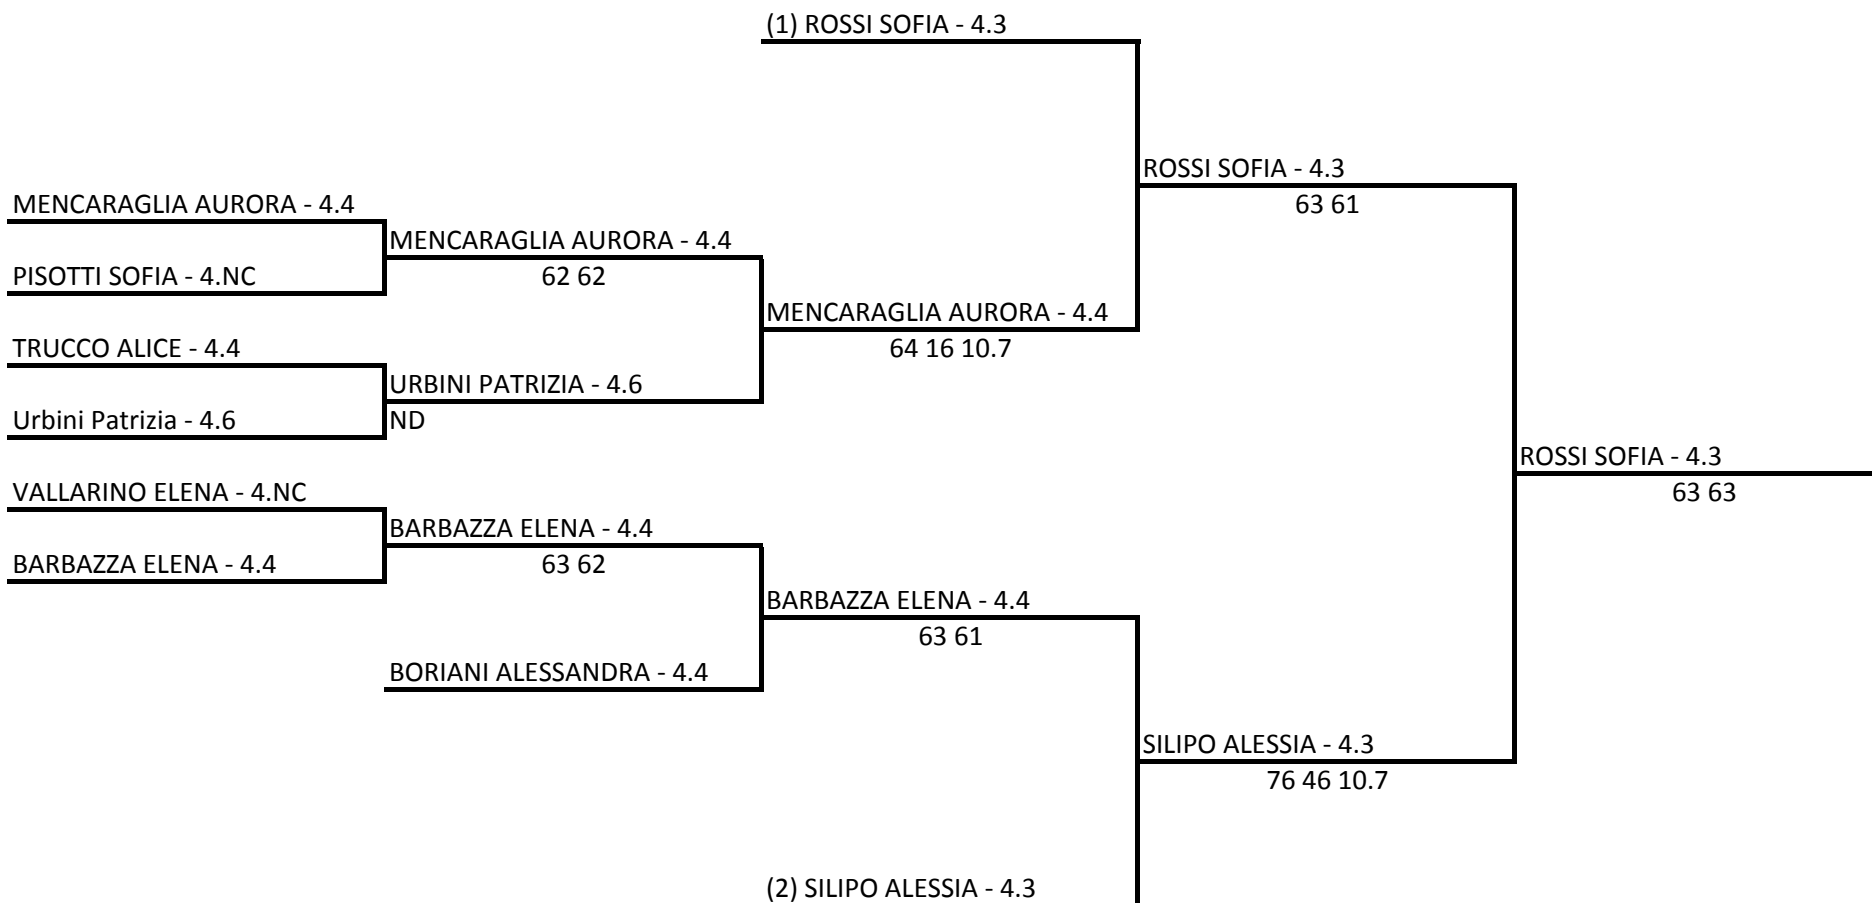 (1) ROSSI SOFIA - 4.3
ROSSI SOFIA - 4.3
63 61
MENCARAGLIA AURORA - 4.4
MENCARAGLIA AURORA - 4.4
62 62
PISOTTI SOFIA - 4.NC
MENCARAGLIA AURORA - 4.4
64 16 10.7
TRUCCO ALICE - 4.4
URBINI PATRIZIA - 4.6
ND
Urbini Patrizia - 4.6
ROSSI SOFIA - 4.3
63 63
VALLARINO ELENA - 4.NC
BARBAZZA ELENA - 4.4
63 62
BARBAZZA ELENA - 4.4
BARBAZZA ELENA - 4.4
63 61
BORIANI ALESSANDRA - 4.4
SILIPO ALESSIA - 4.3
76 46 10.7
(2) SILIPO ALESSIA - 4.3